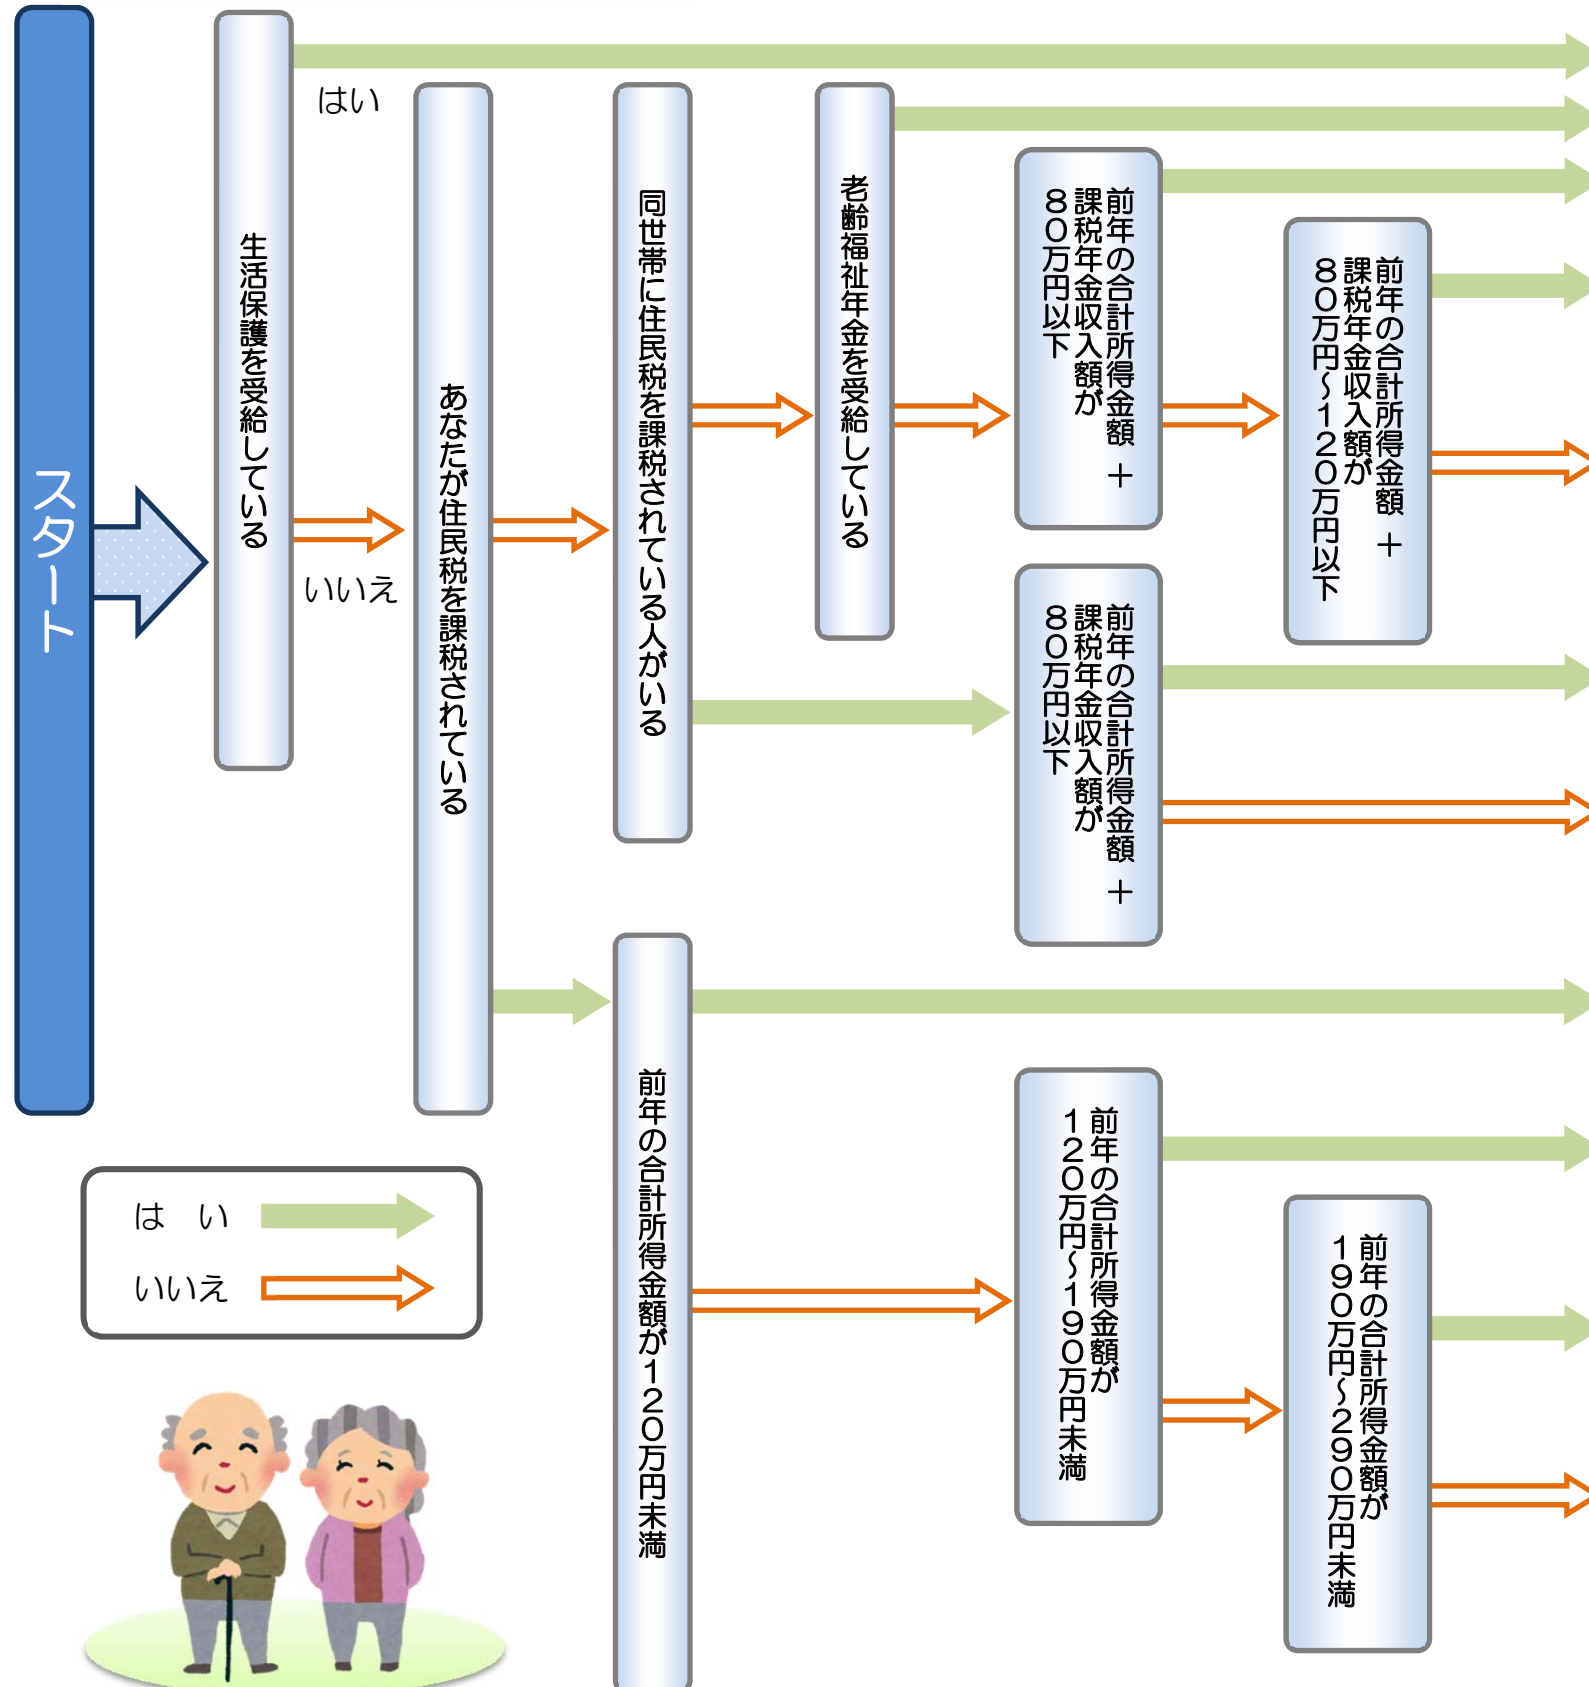 スタート
生活保護を受給している
はい
いいえ
あなたが住民税を課税されている
同世帯に住民税を課税されている人がいる
老齢福祉年金を受給している
前年の合計所得金額＋
課税年金収入額が
８０万円以下
前年の合計所得金額＋
課税年金収入額が
８０万円～１２０万円以下
前年の合計所得金額＋
課税年金収入額が
８０万円以下
前年の合計所得金額が１２０万円未満
前年の合計所得金額が
１２０万円～１９０万円未満
前年の合計所得金額が
１９０万円～２９０万円未満
は　い
いいえ